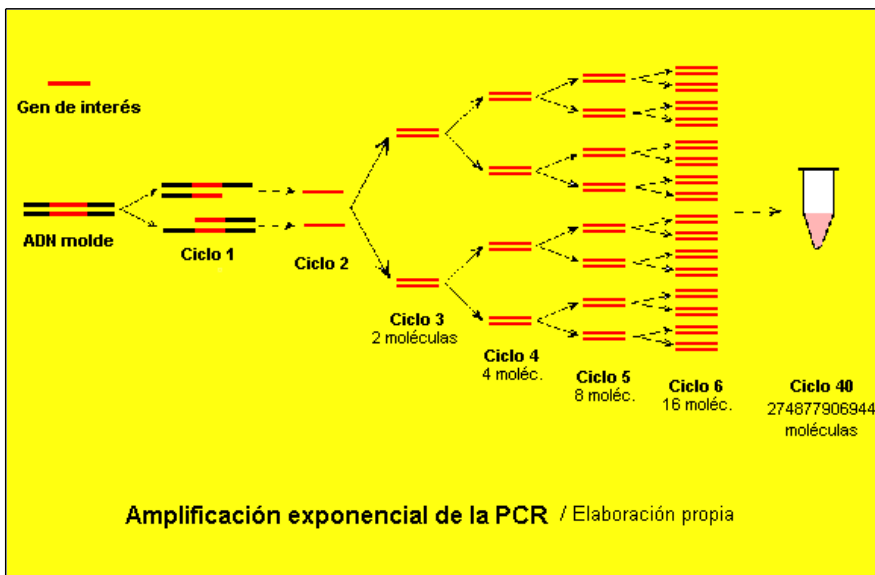 Gen de interés
ADN molde
Ciclo 1
Ciclo 2
Ciclo 3
2 moléculas
Ciclo 4
4 moléc.
Ciclo 5
8 moléc.
Ciclo 6
16 moléc.
Ciclo 40
274877906944
moléculas
Amplificación exponencial de la PCR / Elaboración propia